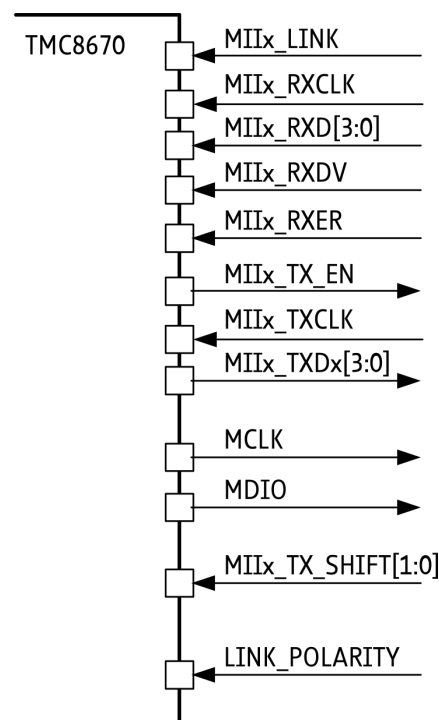 TMC8670
MIIx_LINK
MIIx_RXCLK
MIIx_RXD[3:0]
MIIx_RXDV
MIIx_RXER
MIIx_TX_EN
MIIx_TXCLK
MIIx_TXDx[3:0]
MCLK
MDIO
MIIx_TX_SHIFT[1:0]
LINK_POLARITY